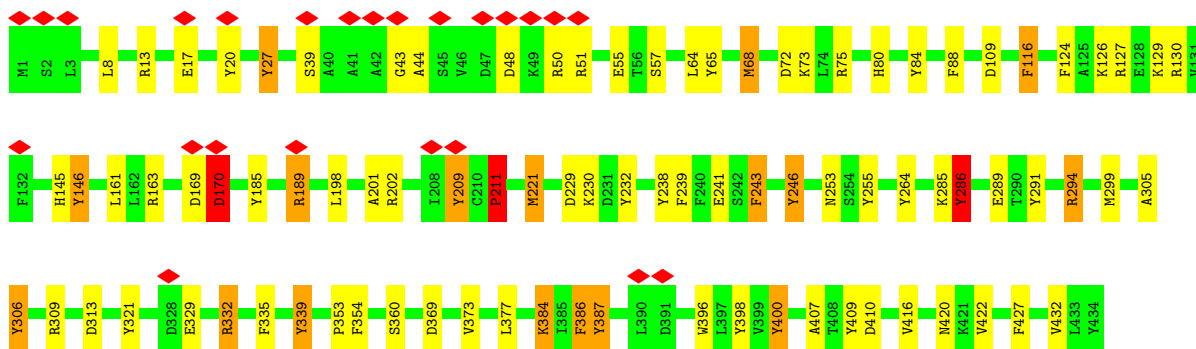 M1 S2 L3 L8 R13 E17 Y20 Y27 S39 A40 A41 A42 G43 A44 S45 V46 D47 D48 K49 R50 R51 E55 T56 S57 L64 Y65 M68 D72 K73 L74 R75 H80 Y84 F88 D109 F116 F124 A125 K126 R127 E128 K129 R130 V131
F132 H145 Y146 L161 L162 R163 D169 D170 Y185 R189 L198 A201 R202 I208 Y209 C210 P211 M221 D229 K230 D231 Y232 Y238 F239 F240 E241 S242 F243 Y246 N253 S254 Y255 Y264 K285 Y286 E289 T290 Y291 R294 M299 A305
Y306 R309 D313 Y321 D328 E329 R332 F335 Y339 P353 F354 S360 D369 V373 L377 K384 I385 F386 Y387 L390 D391 W396 L397 Y398 V399 Y400 A407 T408 Y409 D410 V416 N420 K421 V422 F427 V432 L433 Y434